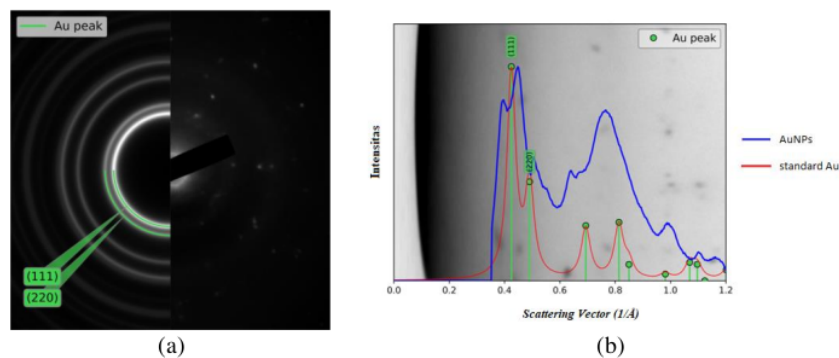 Au peak
(111)
(220)
(a)
Au peak
(111)
(220)
Intensitas
0.0 0.2 0.4 0.6 0.8 1.0 1.2
Scattering Vector (1/Å)
AuNPs
standard Au
(b)